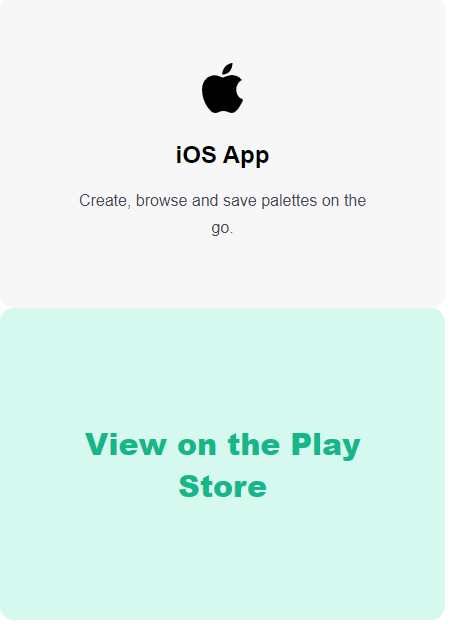 iOS App
Create, browse and save palettes on the
go.
View on the Play
Store